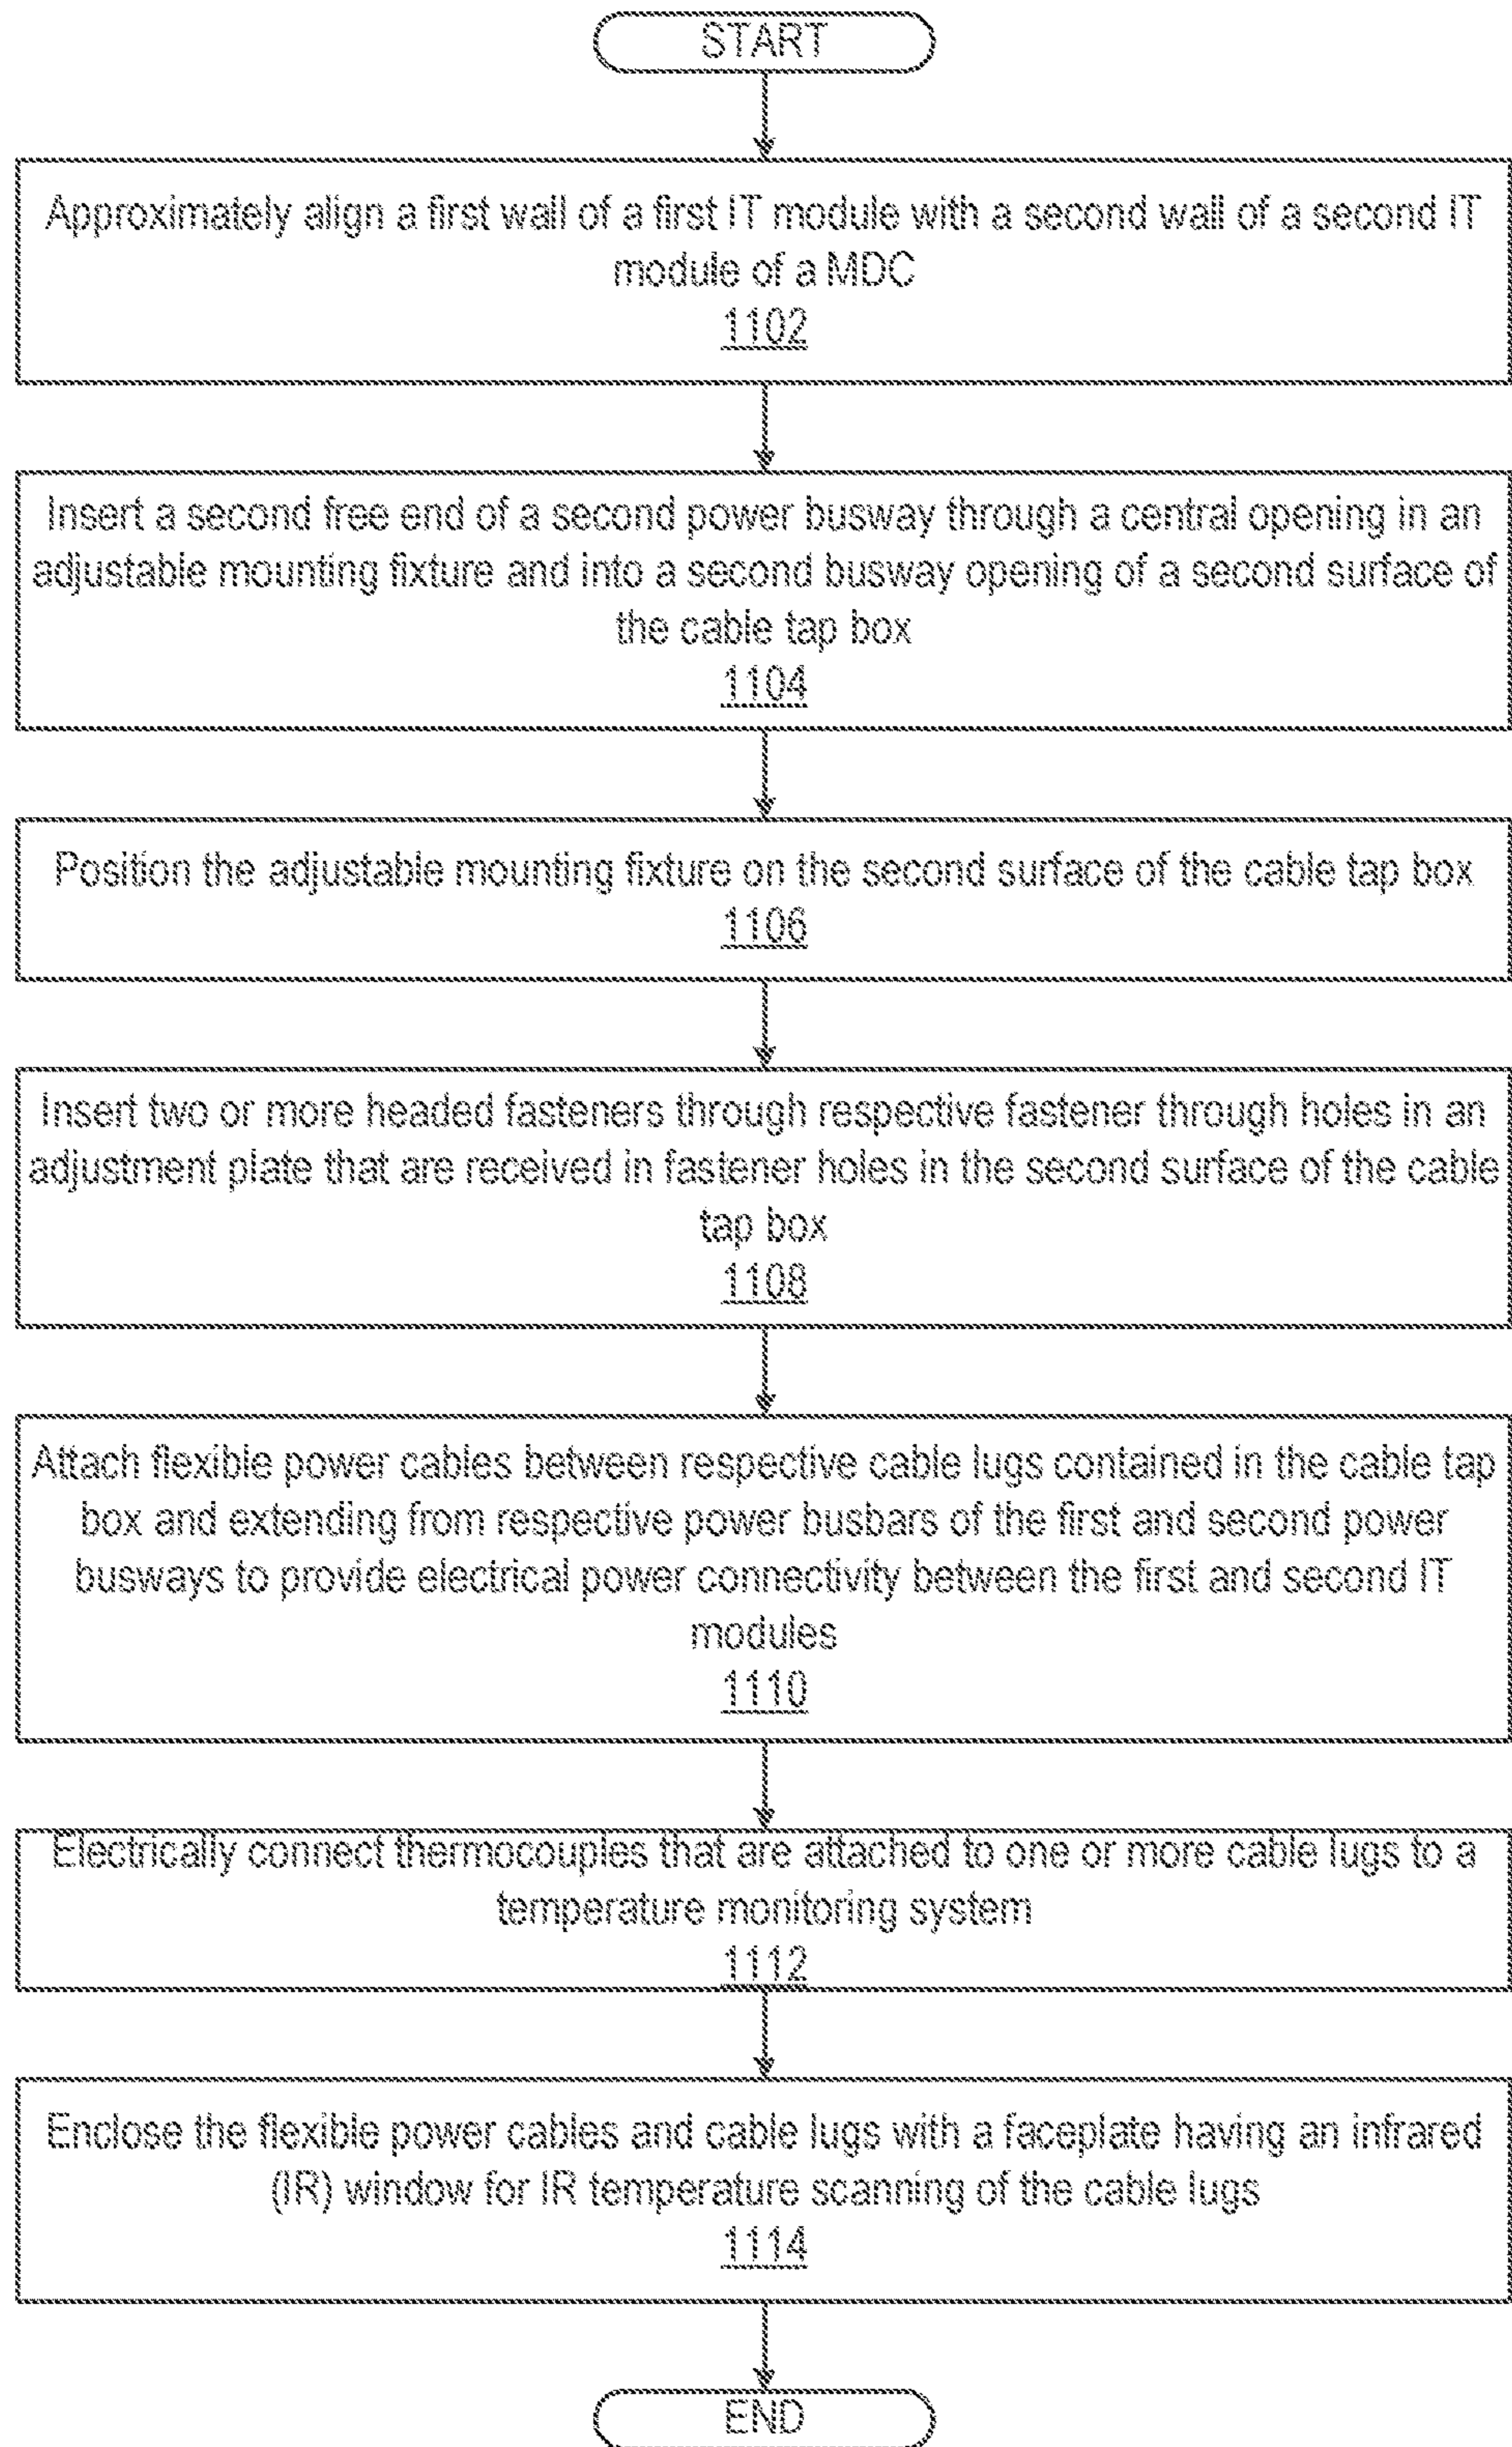 START
Approximately align a first wall of a first IT module with a second wall of a second IT
module of a MDC
1102
Insert a second free end of a second power busway through a central opening in an
adjustable mounting fixture and into a second busway opening of a second surface of
the cable tap box
1104
Position the adjustable mounting fixture on the second surface of the cable tap box
1106
Insert two or more headed fasteners through respective fastener through holes in an
adjustment plate that are received in fastener holes in the second surface of the cable
tap box
1108
Attach flexible power cables between respective cable lugs contained in the cable tap
box and extending from respective power busbars of the first and second power
busways to provide electrical power connectivity between the first and second IT
modules
1110
Electrically connect thermocouples that are attached to one or more cable lugs to a
temperature monitoring system
1112
Enclose the flexible power cables and cable lugs with a faceplate having an infrared
(IR) window for IR temperature scanning of the cable lugs
1114
END